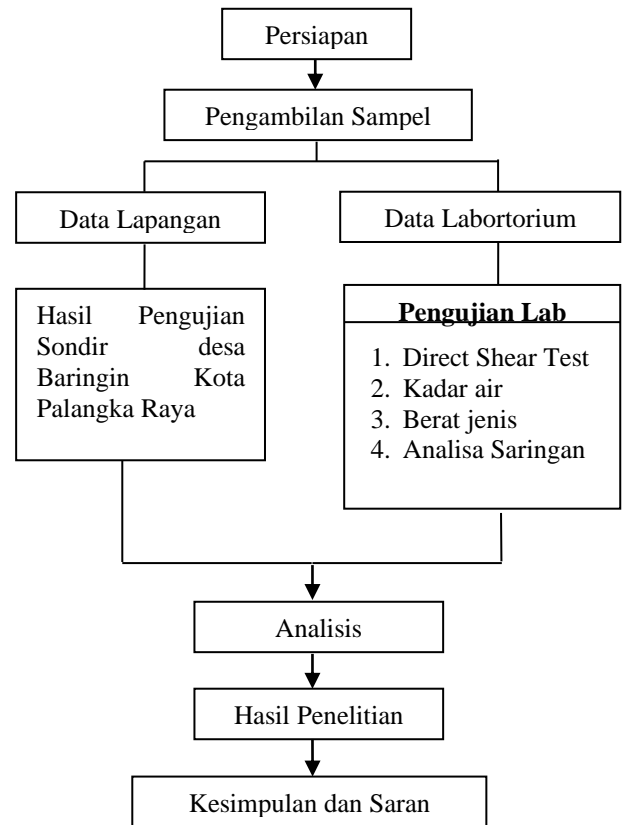 Persiapan
Pengambilan Sampel
Data Lapangan
Data Labortorium
Hasil Pengujian
Sondir desa
Baringin Kota
Palangka Raya
Pengujian Lab
1. Direct Shear Test
2. Kadar air
3. Berat jenis
4. Analisa Saringan
Analisis
Hasil Penelitian
Kesimpulan dan Saran